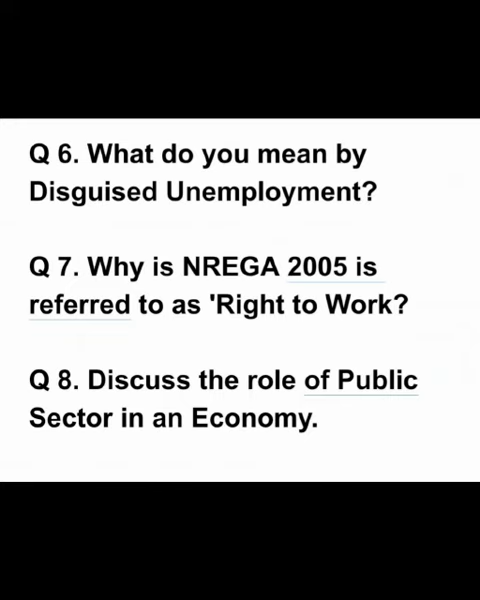 Q 6. What do you mean by
Disguised Unemployment?
Q 7. Why is NREGA 2005 is
referred to as 'Right to Work?
Q 8. Discuss the role of Public
Sector in an Economy.